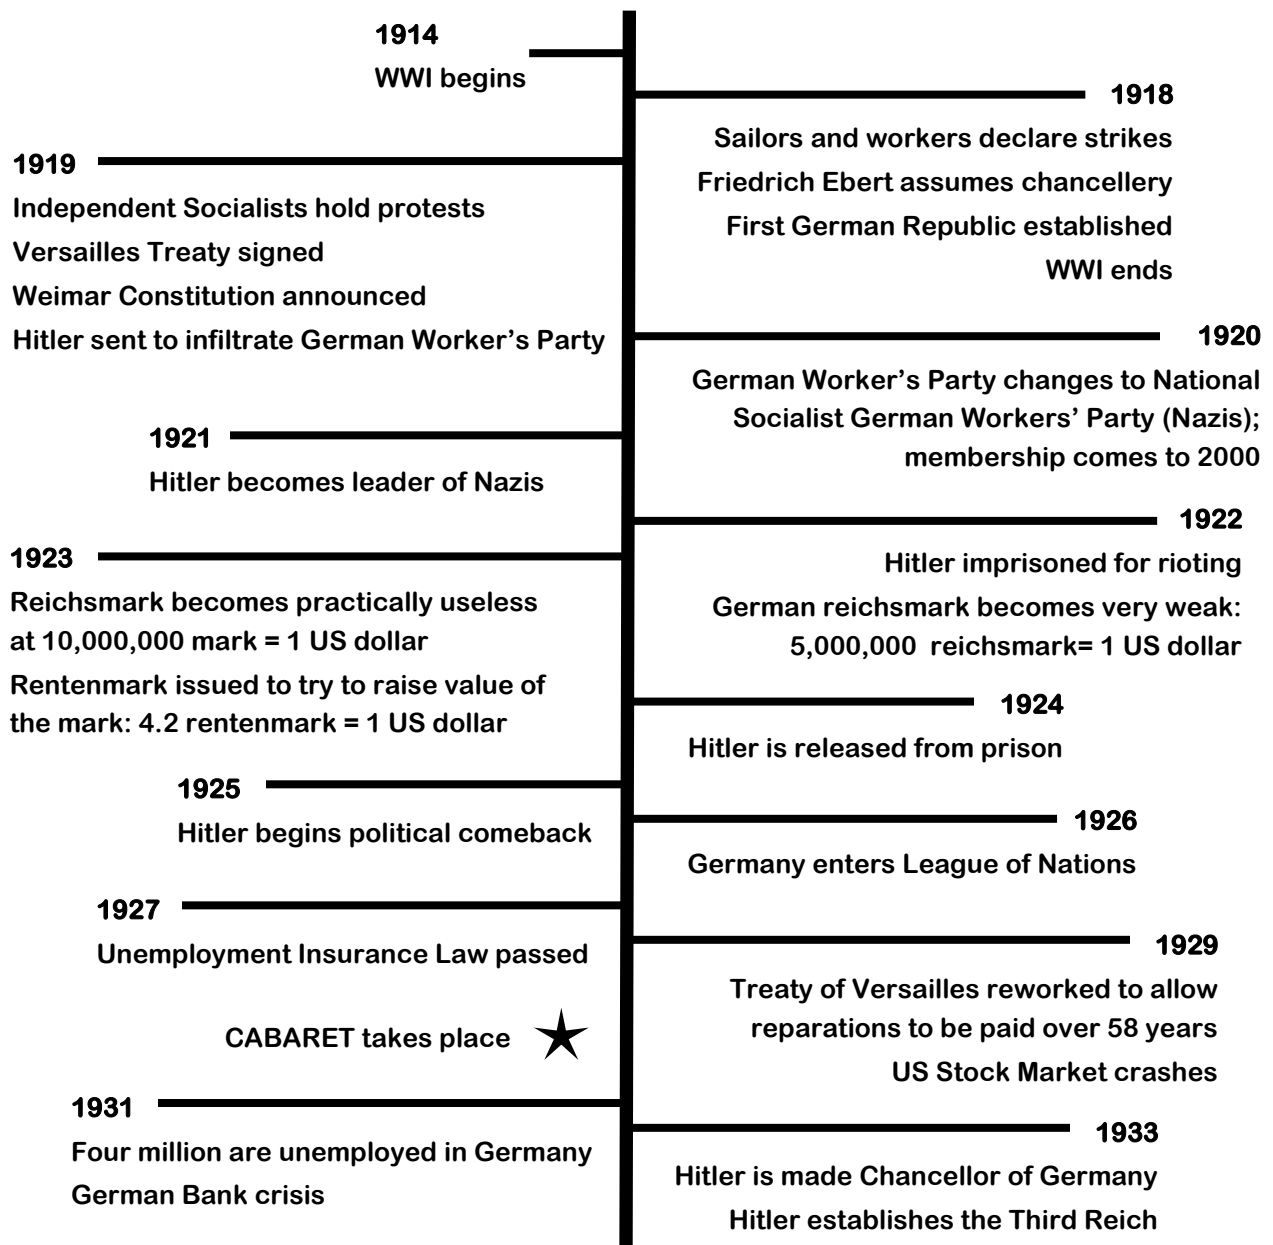 1914
WWI begins
1918
Sailors and workers declare strikes
Friedrich Ebert assumes chancellery
First German Republic established
WWI ends
1919
Independent Socialists hold protests
Versailles Treaty signed
Weimar Constitution announced
Hitler sent to infiltrate German Worker's Party
1920
German Worker's Party changes to National
Socialist German Workers' Party (Nazis);
membership comes to 2000
1921
Hitler becomes leader of Nazis
1922
Hitler imprisoned for rioting
German reichsmark becomes very weak:
5,000,000  reichsmark= 1 US dollar
1923
Reichsmark becomes practically useless
at 10,000,000 mark = 1 US dollar
Rentenmark issued to try to raise value of
the mark: 4.2 rentenmark = 1 US dollar
1924
Hitler is released from prison
1925
Hitler begins political comeback
1926
Germany enters League of Nations
1927
Unemployment Insurance Law passed
1929
Treaty of Versailles reworked to allow
reparations to be paid over 58 years
US Stock Market crashes
CABARET takes place
1931
Four million are unemployed in Germany
German Bank crisis
1933
Hitler is made Chancellor of Germany
Hitler establishes the Third Reich